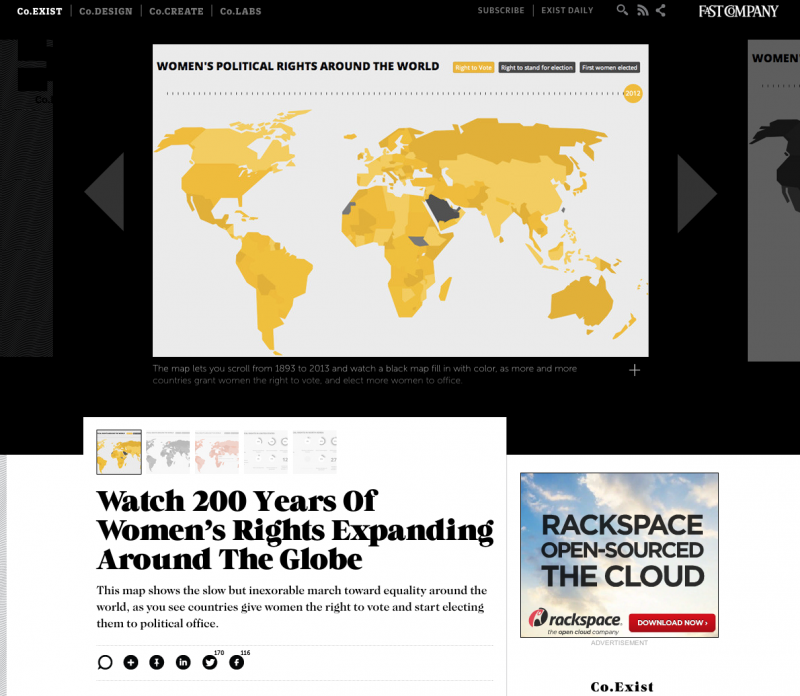 Co.EXIST | Co.DESIGN | Co.CREATE | Co.LABS
SUBSCRIBE | EXIST DAILY
FAST COMPANY
WOMEN'S POLITICAL RIGHTS AROUND THE WORLD
Right to Vote
Right to stand for election
First women elected
2012
WOMEN'
The map lets you scroll from 1893 to 2013 and watch a black map fill in with color, as more and more
countries grant women the right to vote, and elect more women to office.
Watch 200 Years Of
Women's Rights Expanding
Around The Globe
This map shows the slow but inexorable march toward equality around the
world, as you see countries give women the right to vote and start electing
them to political office.
170
116
RACKSPACE
OPEN-SOURCED
THE CLOUD
rackspace.
the open cloud company
DOWNLOAD NOW ›
ADVERTISEMENT
Co.Exist